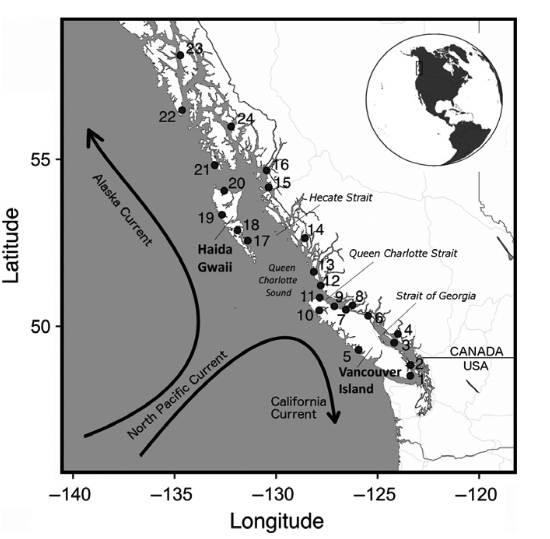 23
22
24
55
21
16
15
20
Hecate Strait
Alaska Current
19
18
17
14
Haida
Gwaii
Queen Charlotte Strait
Queen
Charlotte
Sound
13
12
Latitude
11
9
8
Strait of Georgia
10
7
6
50
4
3
5
CANADA
USA
2
1
Vancouver
Island
North Pacific Current
California
Current
−140
−135
−130
−125
−120
Longitude